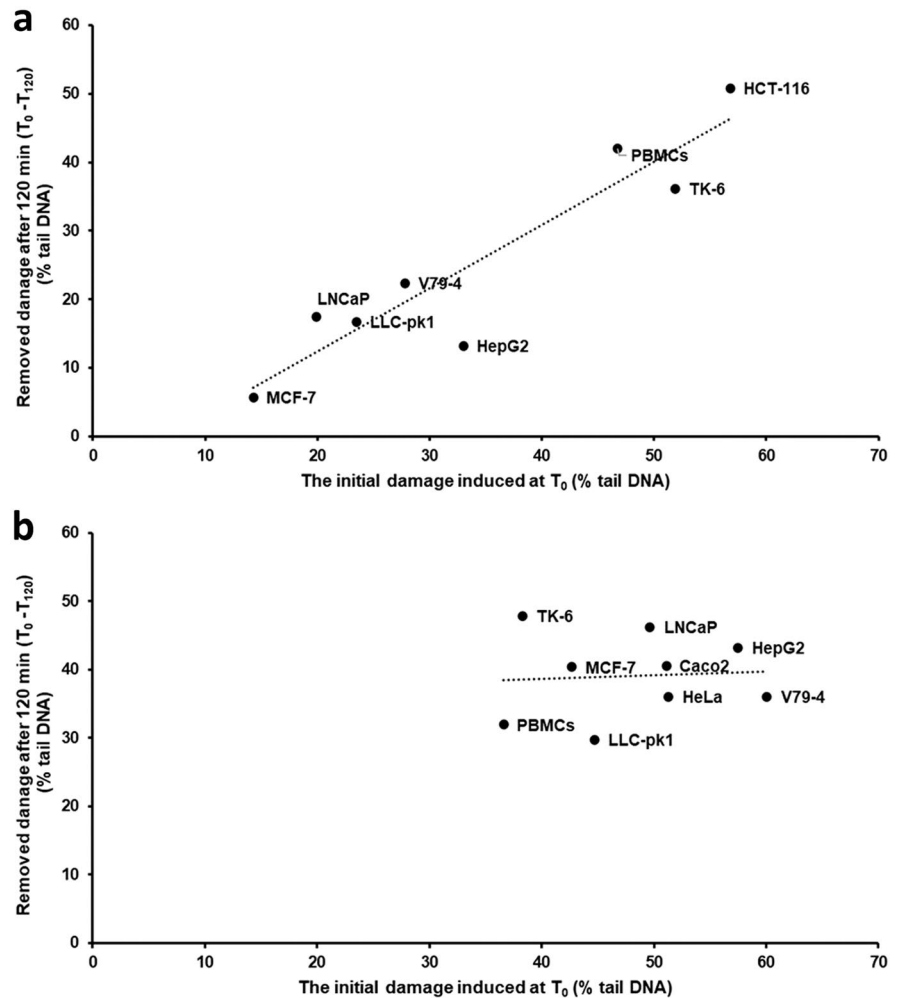 a
60
50
40
30
20
10
0
Removed damage after 120 min (T₀ -T₁₂₀)
(% tail DNA)
HCT-116
PBMCs
TK-6
V79-4
LNCaP
LLC-pk1
HepG2
MCF-7
0 10 20 30 40 50 60 70
The initial damage induced at T₀ (% tail DNA)
b
60
50
40
30
20
10
0
Removed damage after 120 min (T₀ -T₁₂₀)
(% tail DNA)
TK-6
LNCaP
HepG2
MCF-7
Caco2
HeLa
V79-4
PBMCs
LLC-pk1
0 10 20 30 40 50 60 70
The initial damage induced at T₀ (% tail DNA)